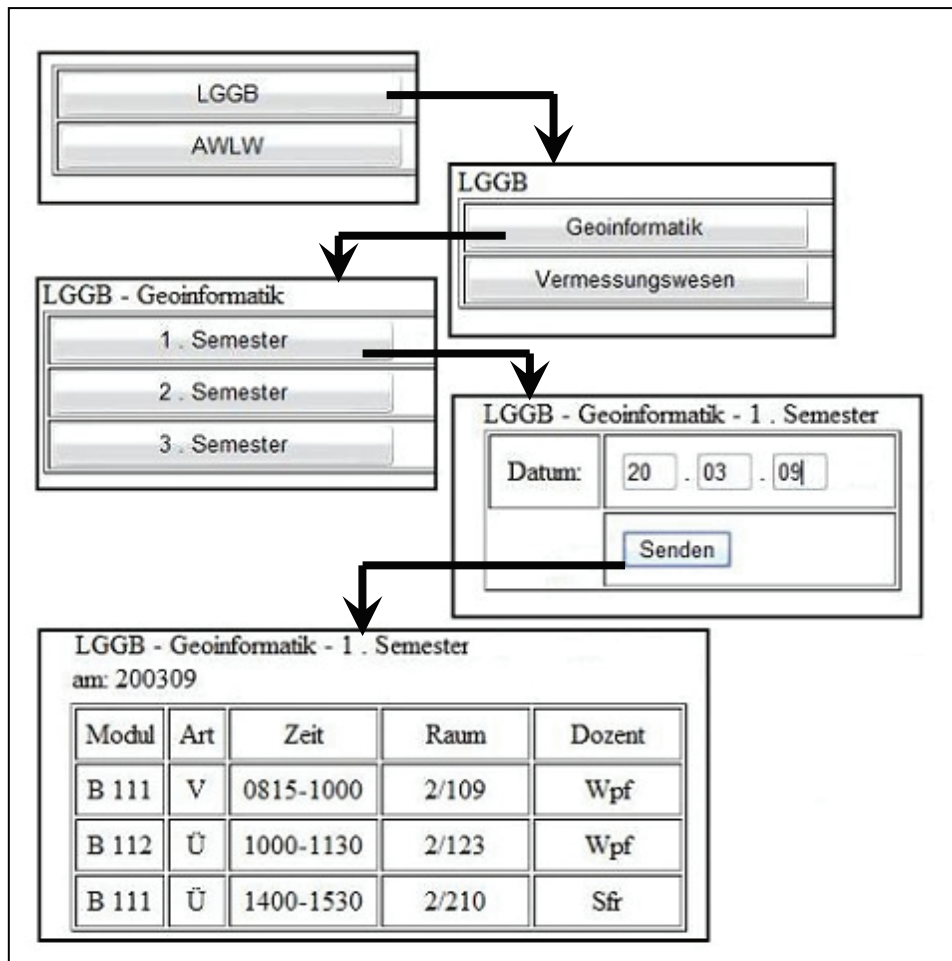 LGGB
AWLW
LGGB
Geoinformatik
Vermessungswesen
LGGB - Geoinformatik
1 . Semester
2 . Semester
3 . Semester
LGGB - Geoinformatik - 1 . Semester
Datum: 20 . 03 . 09
Senden
LGGB - Geoinformatik - 1 . Semester
am: 200309
Modul Art Zeit Raum Dozent
B 111 V 0815-1000 2/109 Wpf
B 112 Ü 1000-1130 2/123 Wpf
B 111 Ü 1400-1530 2/210 Sfr